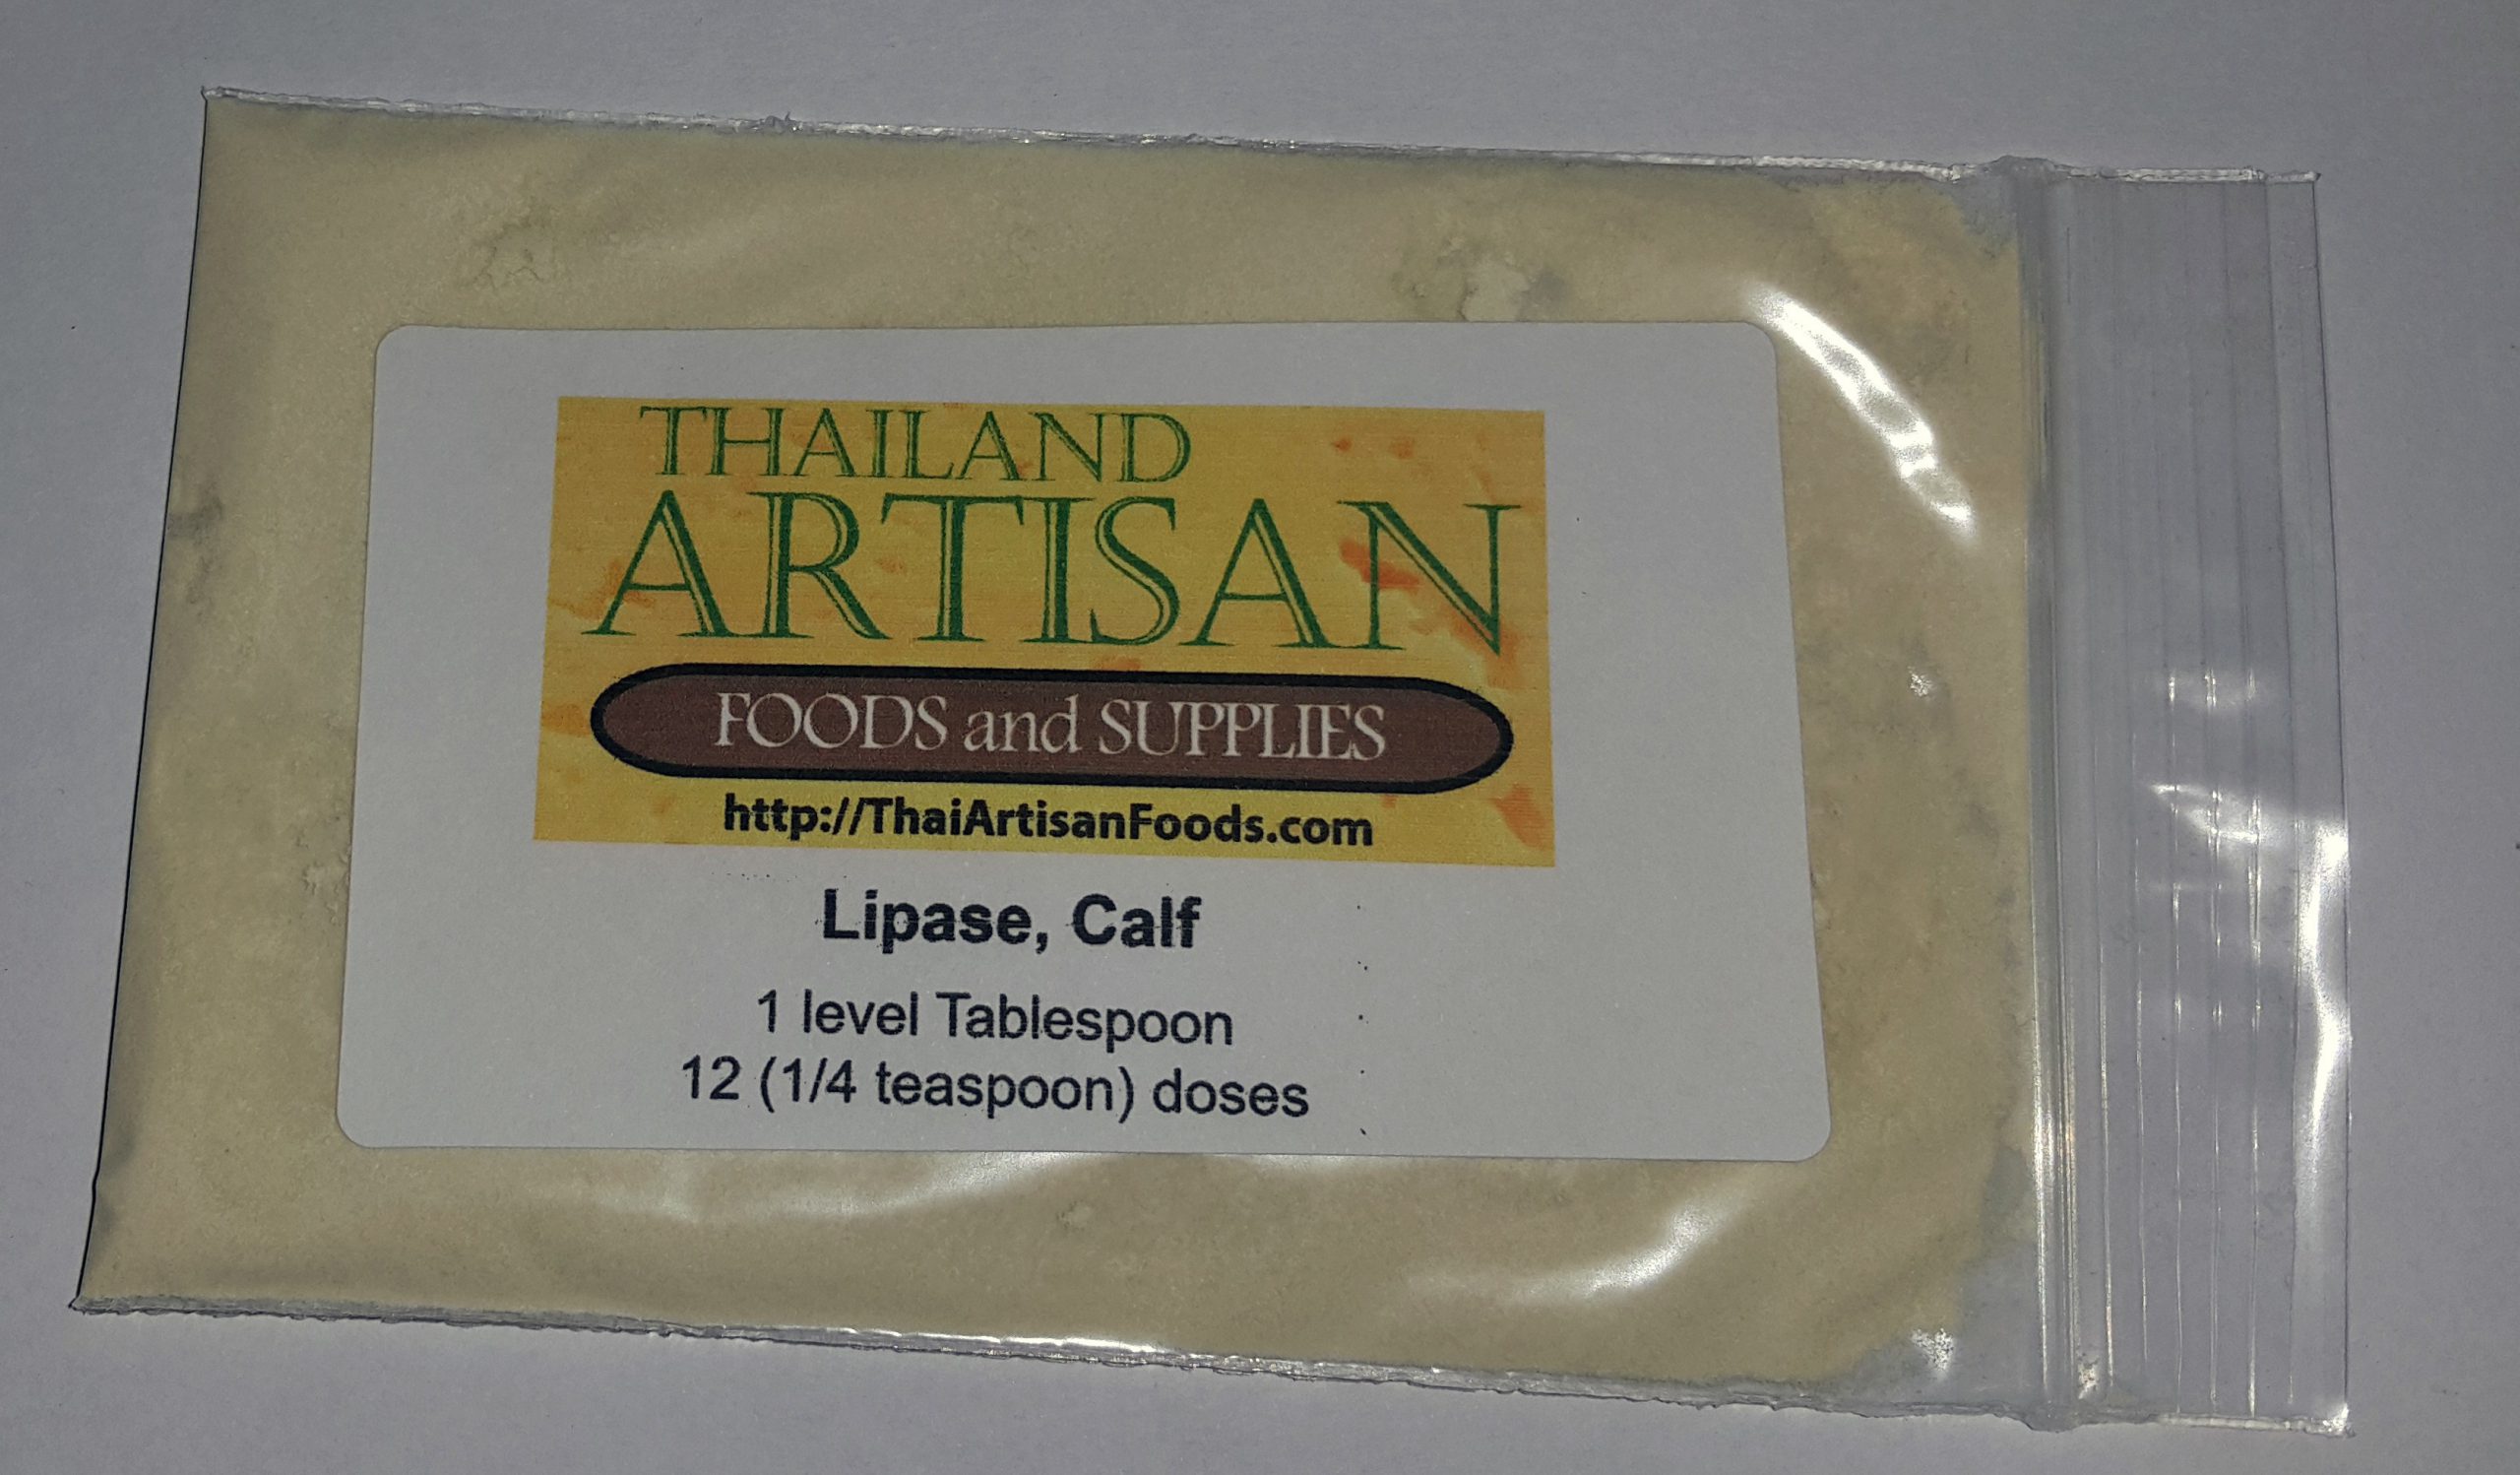 THAILAND
ARTISAN
FOODS and SUPPLIES
http://ThaiArtisanFoods.com
Lipase, Calf
1 level Tablespoon
12 (1/4 teaspoon) doses